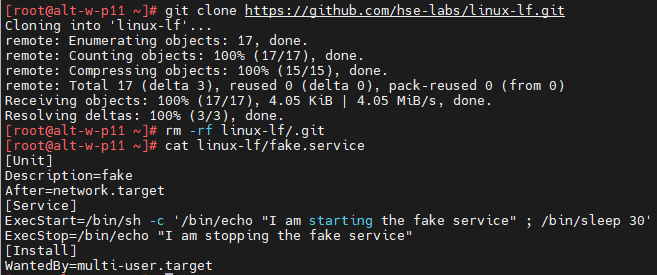 [root@alt-w-p11 ~]# git clone https://github.com/hse-labs/linux-lf.git
Cloning into 'linux-lf'...
remote: Enumerating objects: 17, done.
remote: Counting objects: 100% (17/17), done.
remote: Compressing objects: 100% (15/15), done.
remote: Total 17 (delta 3), reused 0 (delta 0), pack-reused 0 (from 0)
Receiving objects: 100% (17/17), 4.05 KiB | 4.05 MiB/s, done.
Resolving deltas: 100% (3/3), done.
[root@alt-w-p11 ~]# rm -rf linux-lf/.git
[root@alt-w-p11 ~]# cat linux-lf/fake.service
[Unit]
Description=fake
After=network.target
[Service]
ExecStart=/bin/sh -c '/bin/echo "I am starting the fake service" ; /bin/sleep 30'
ExecStop=/bin/echo "I am stopping the fake service"
[Install]
WantedBy=multi-user.target